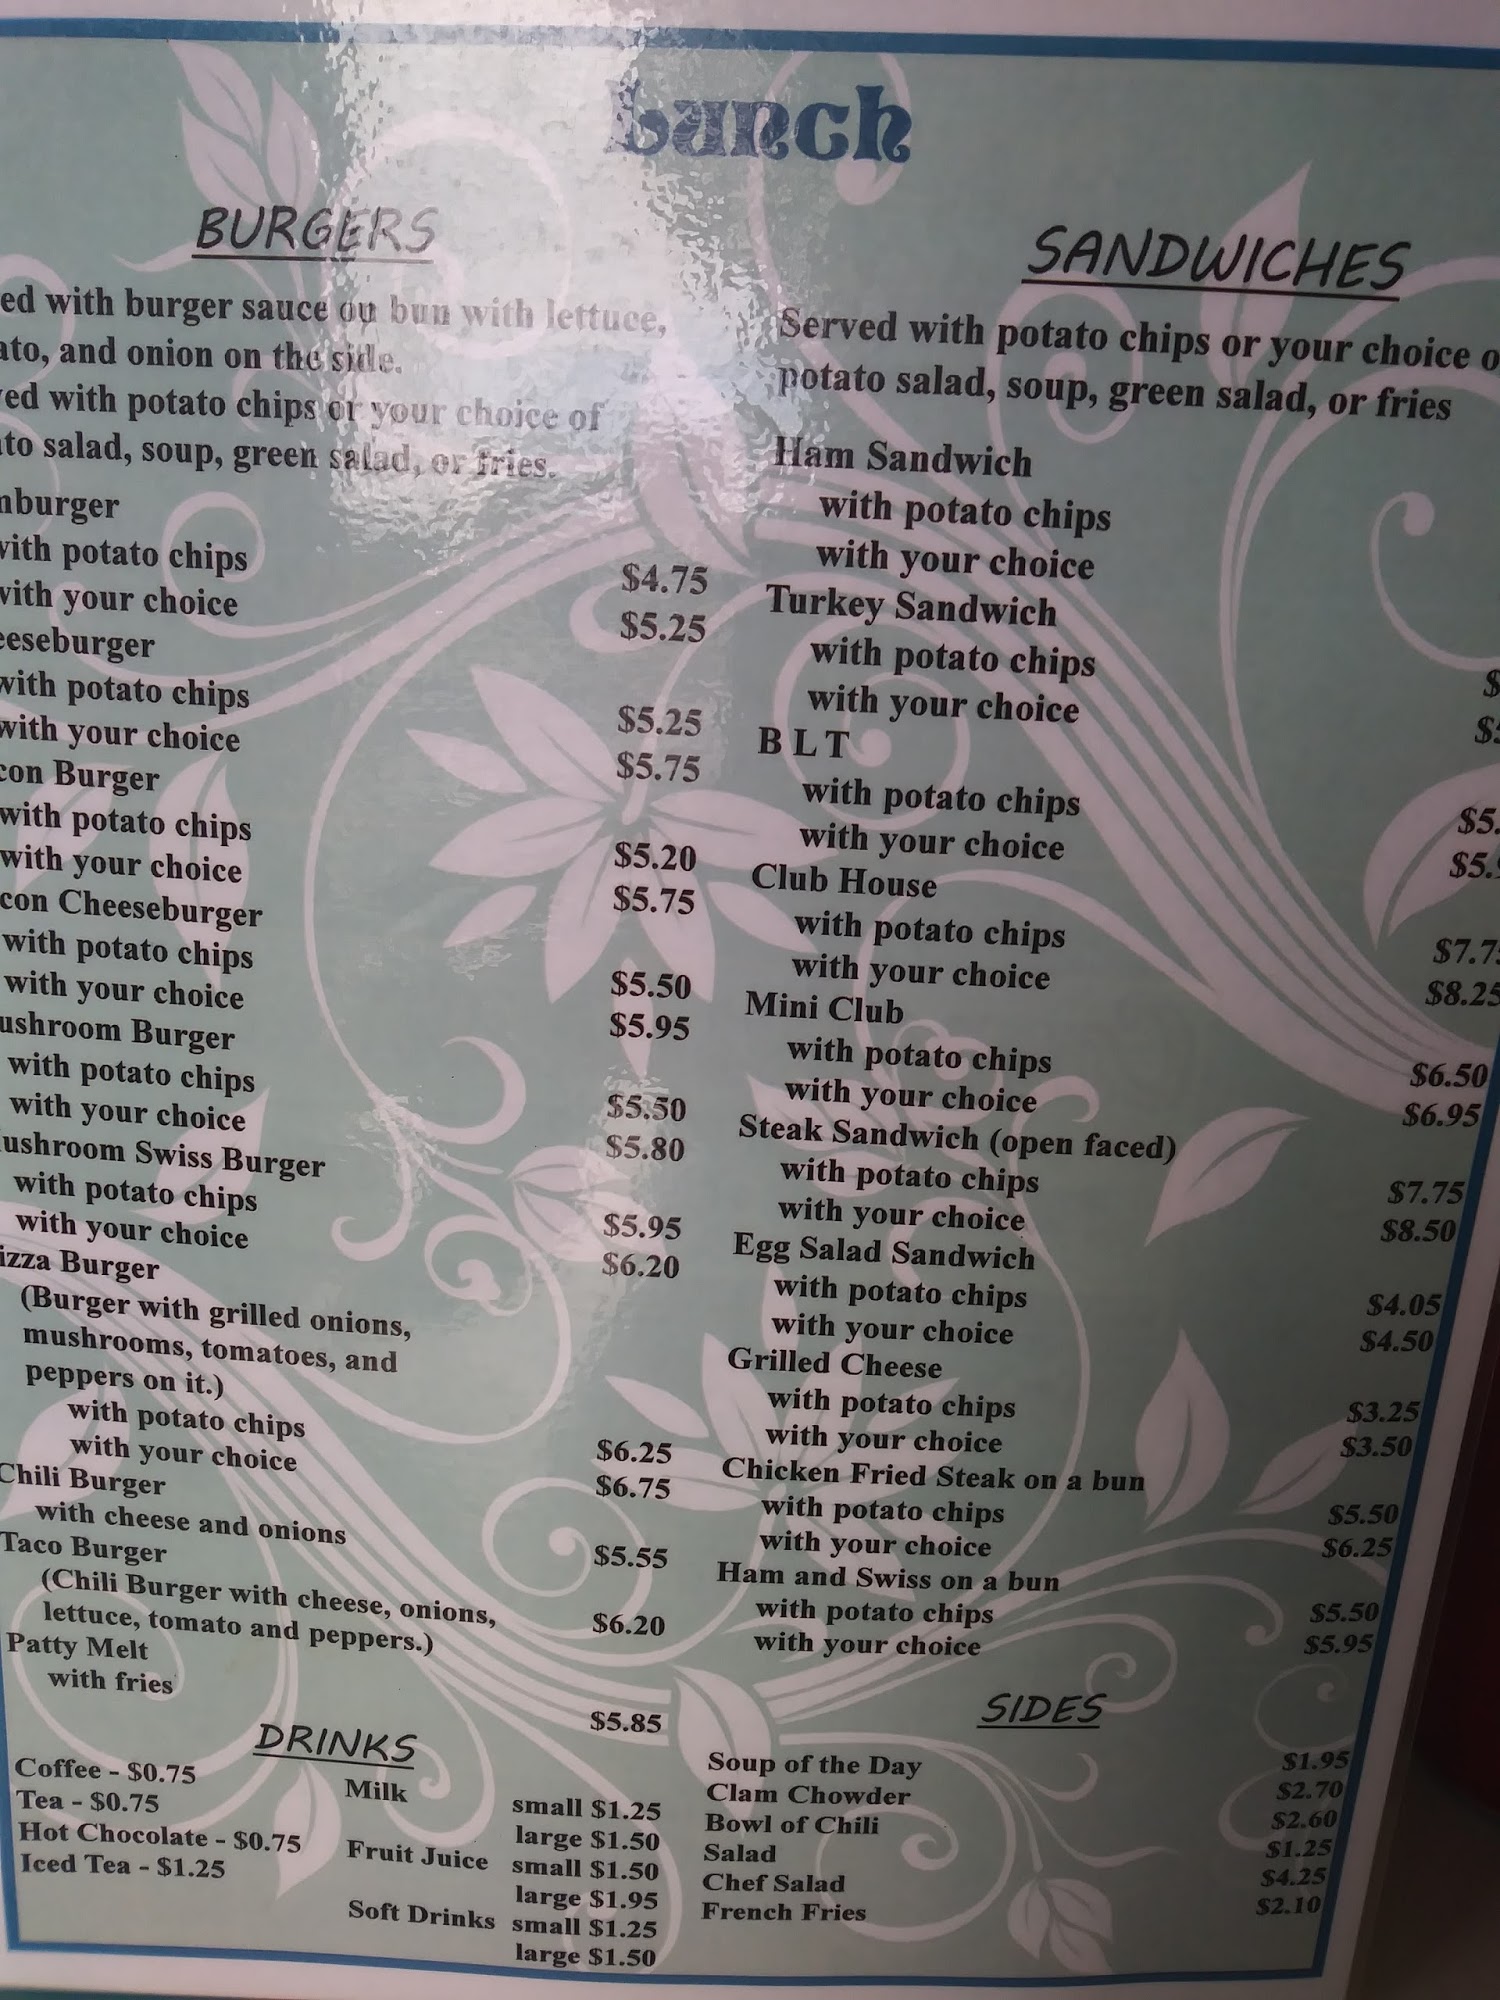 Lunch
BURGERS
ed with burger sauce on bun with lettuce,
ato, and onion on the side.
ed with potato chips or your choice of
to salad, soup, green salad, or fries.
burger
with potato chips $4.75
with your choice $5.25
eeseburger
with potato chips $5.25
with your choice $5.75
con Burger
with potato chips $5.20
with your choice $5.75
con Cheeseburger
with potato chips $5.50
with your choice $5.95
ushroom Burger
with potato chips $5.50
with your choice $5.80
ushroom Swiss Burger
with potato chips $5.95
with your choice $6.20
izza Burger
(Burger with grilled onions,
mushrooms, tomatoes, and
peppers on it.)
with potato chips $6.25
with your choice $6.75
Chili Burger
with cheese and onions $5.55
Taco Burger
(Chili Burger with cheese, onions, $6.20
lettuce, tomato and peppers.)
Patty Melt
with fries $5.85
SANDWICHES
Served with potato chips or your choice o
potato salad, soup, green salad, or fries
Ham Sandwich
with potato chips
with your choice
Turkey Sandwich
with potato chips $
with your choice $
B L T
with potato chips $5.
with your choice $5.
Club House
with potato chips $7.7
with your choice $8.25
Mini Club
with potato chips $6.50
with your choice $6.95
Steak Sandwich (open faced)
with potato chips $7.75
with your choice $8.50
Egg Salad Sandwich
with potato chips $4.05
with your choice $4.50
Grilled Cheese
with potato chips $3.25
with your choice $3.50
Chicken Fried Steak on a bun
with potato chips $5.50
with your choice $6.25
Ham and Swiss on a bun
with potato chips $5.50
with your choice $5.95
DRINKS
Coffee - $0.75
Tea - $0.75
Hot Chocolate - $0.75
Iced Tea - $1.25
Milk small $1.25
large $1.50
Fruit Juice small $1.50
large $1.95
Soft Drinks small $1.25
large $1.50
SIDES
Soup of the Day $1.95
Clam Chowder $2.70
Bowl of Chili $2.60
Salad $1.25
Chef Salad $4.25
French Fries $2.10